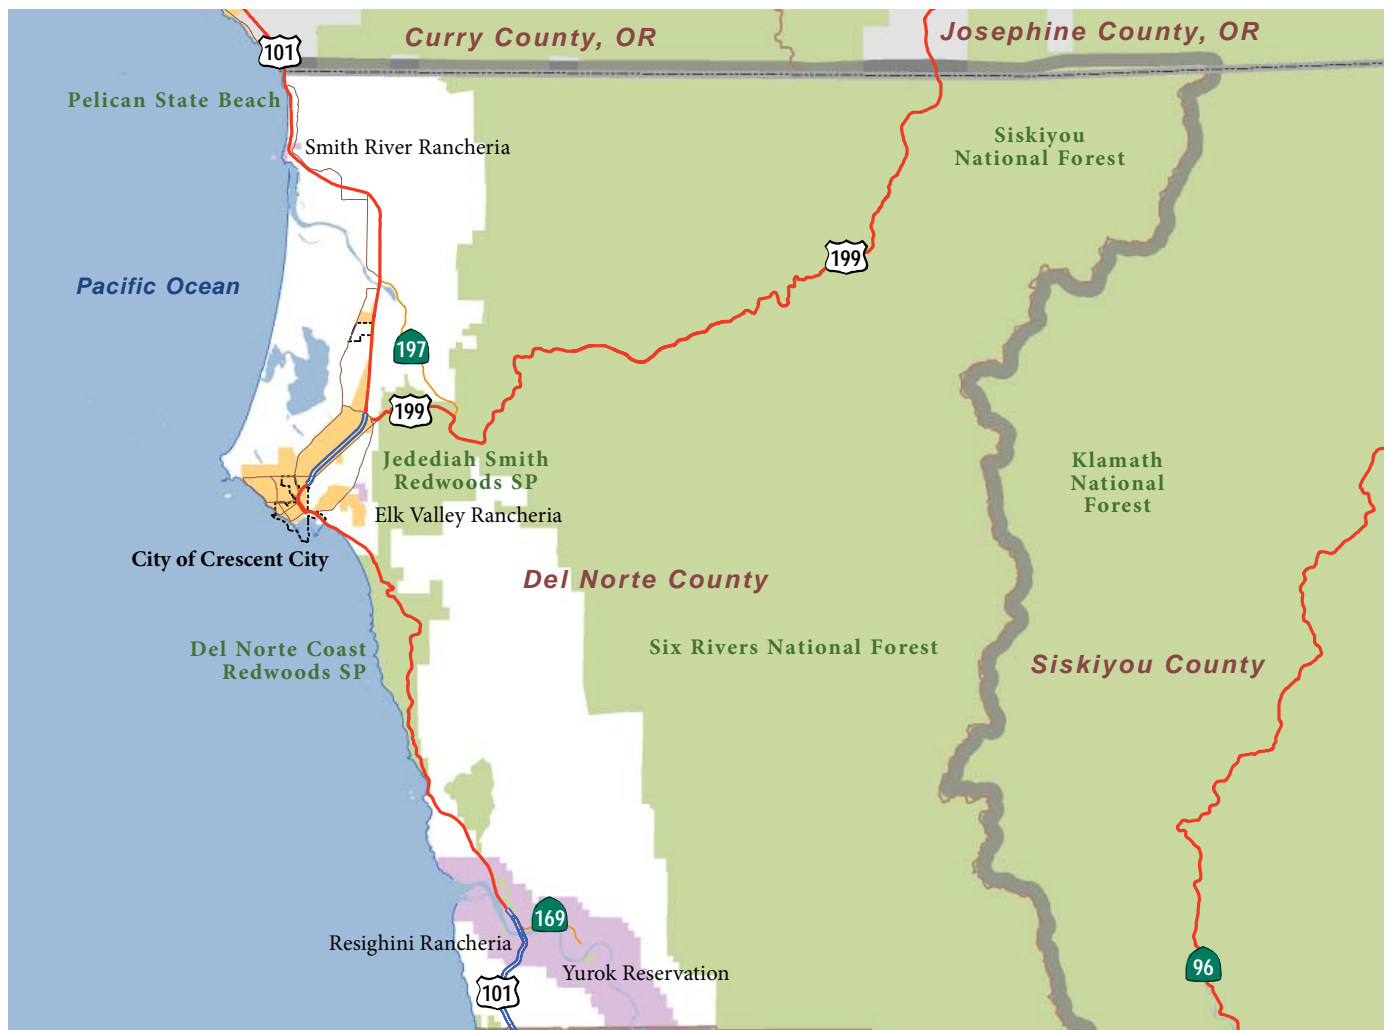 101
Curry County, OR
Josephine County, OR
Pelican State Beach
Smith River Rancheria
Siskiyou
National Forest
199
Pacific Ocean
197
199
Jedediah Smith
Redwoods SP
Klamath
National
Forest
Elk Valley Rancheria
City of Crescent City
Del Norte County
Del Norte Coast
Redwoods SP
Six Rivers National Forest
Siskiyou County
169
Resighini Rancheria
Yurok Reservation
96
101